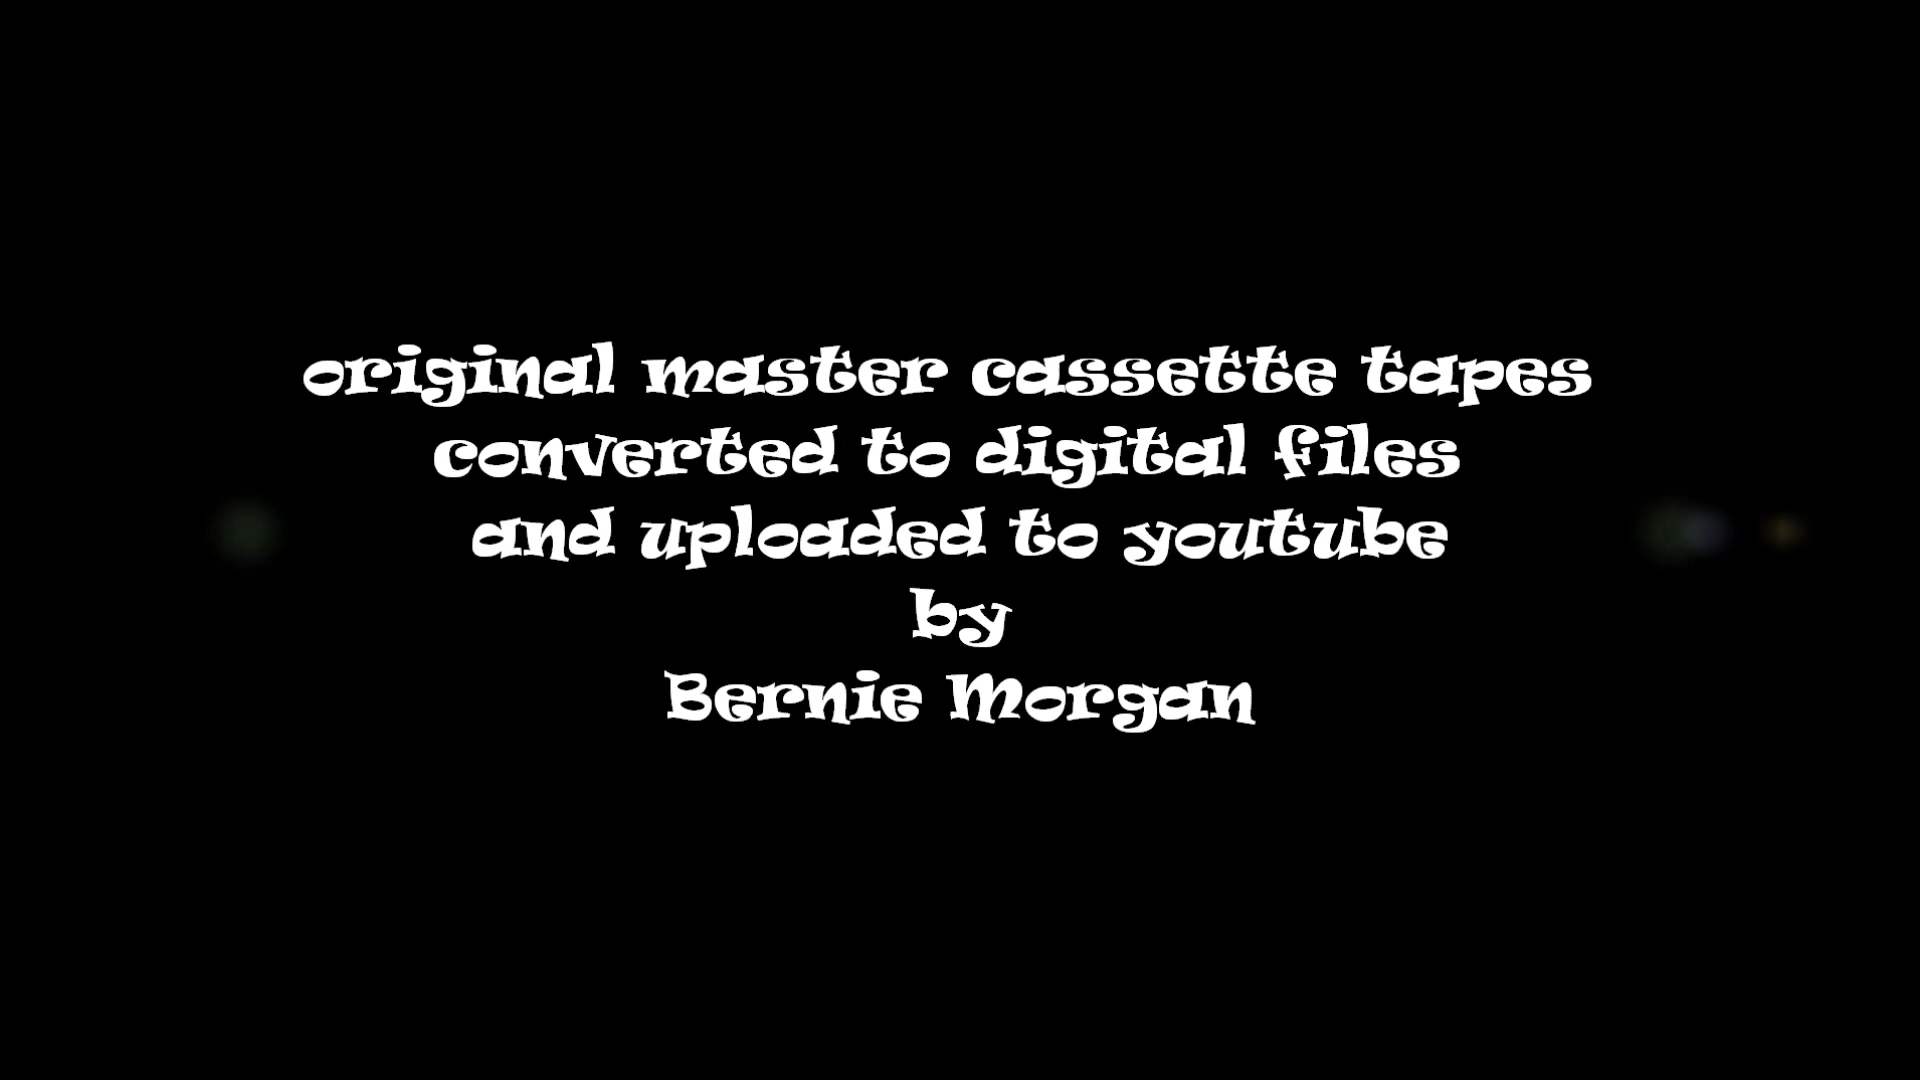 original master cassette tapes
converted to digital files
and uploaded to youtube
by
Bernie Morgan